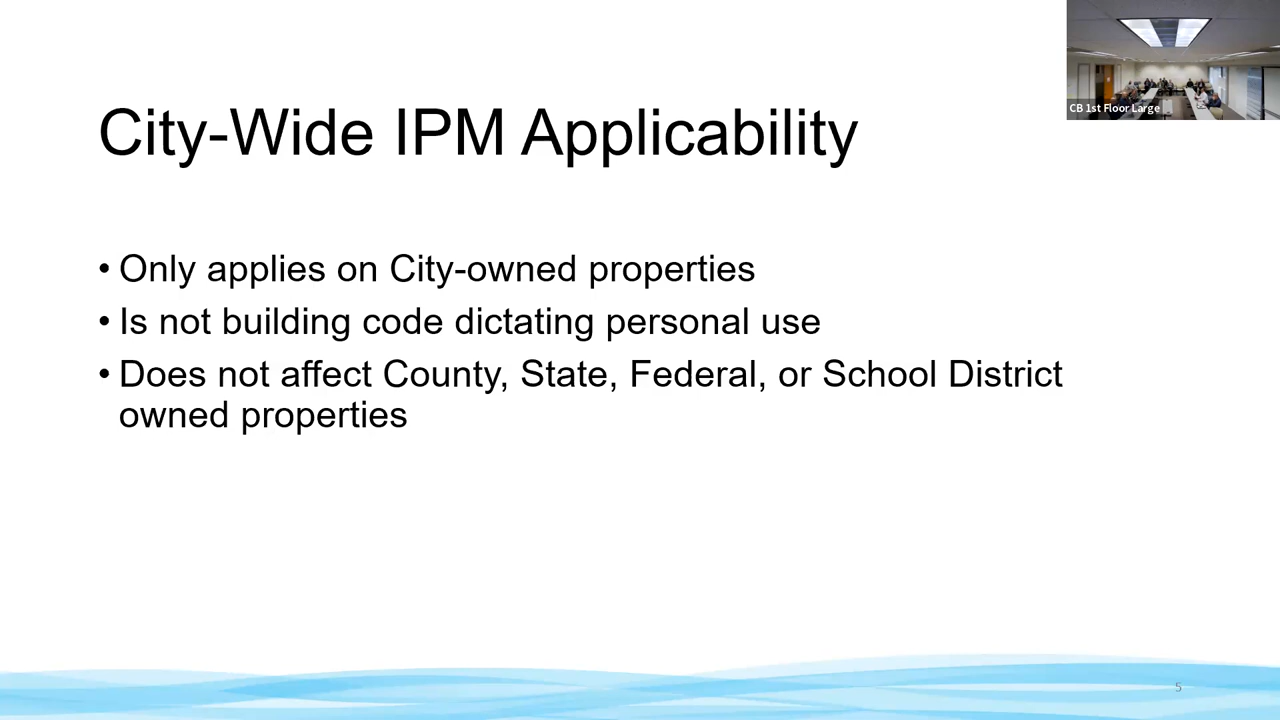 CB 1st Floor Large
City-Wide IPM Applicability
• Only applies on City-owned properties
• Is not building code dictating personal use
• Does not affect County, State, Federal, or School District
owned properties
5